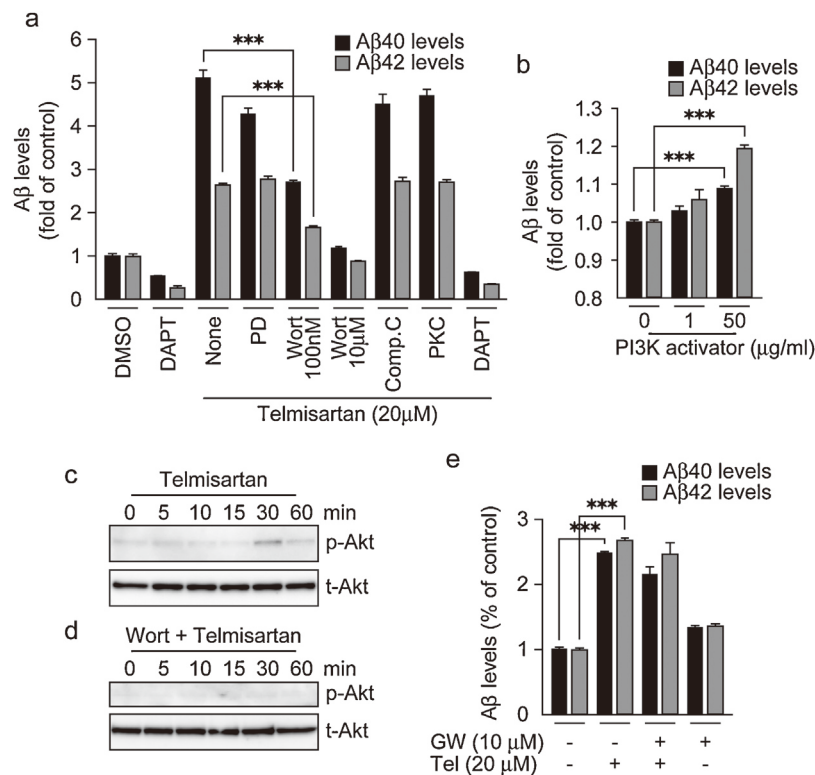 a
Aβ40 levels
Aβ42 levels
Aβ levels
(fold of control)
6
5
4
3
2
1
0
***
***
DMSO
DAPT
None
PD
Wort
100nM
Wort
10μM
Comp.C
PKC
DAPT
Telmisartan (20μM)
b
Aβ40 levels
Aβ42 levels
Aβ levels
(fold of control)
1.3
1.2
1.1
1.0
0.9
0.8
***
***
0 1 50
PI3K activator (μg/ml)
c
Telmisartan
0 5 10 15 30 60 min
p-Akt
t-Akt
d
Wort + Telmisartan
0 5 10 15 30 60 min
p-Akt
t-Akt
e
Aβ40 levels
Aβ42 levels
Aβ levels (% of control)
3
2
1
0
***
***
GW (10 μM) - - + +
Tel (20 μM) - + + -